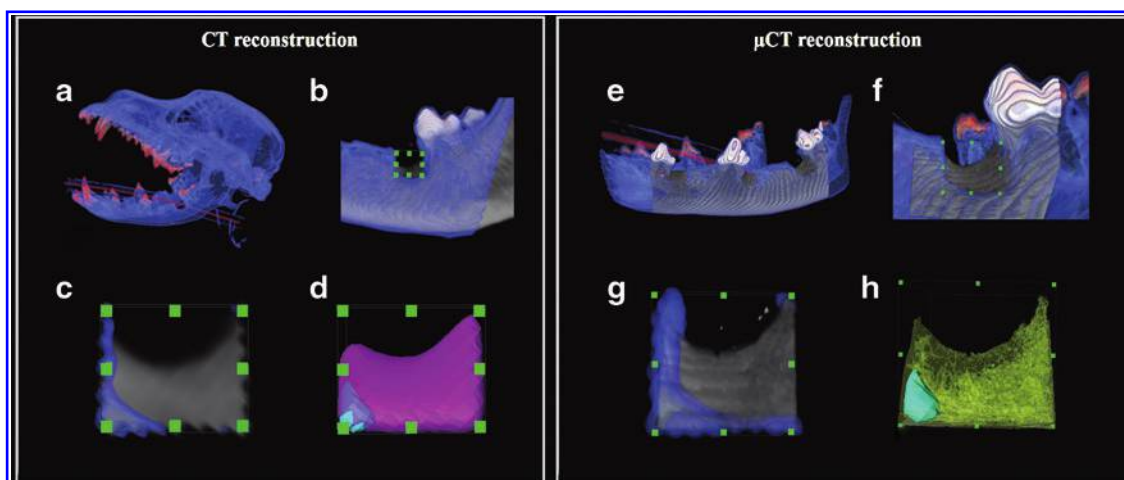 CT reconstruction
μCT reconstruction
a
b
e
f
c
d
g
h